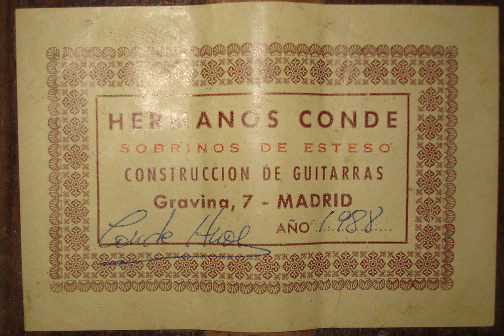 HERMANOS CONDE
SOBRINOS DE ESTESO
CONSTRUCCION DE GUITARRAS
Gravina, 7 - MADRID
Conde Hnos AÑO 1988